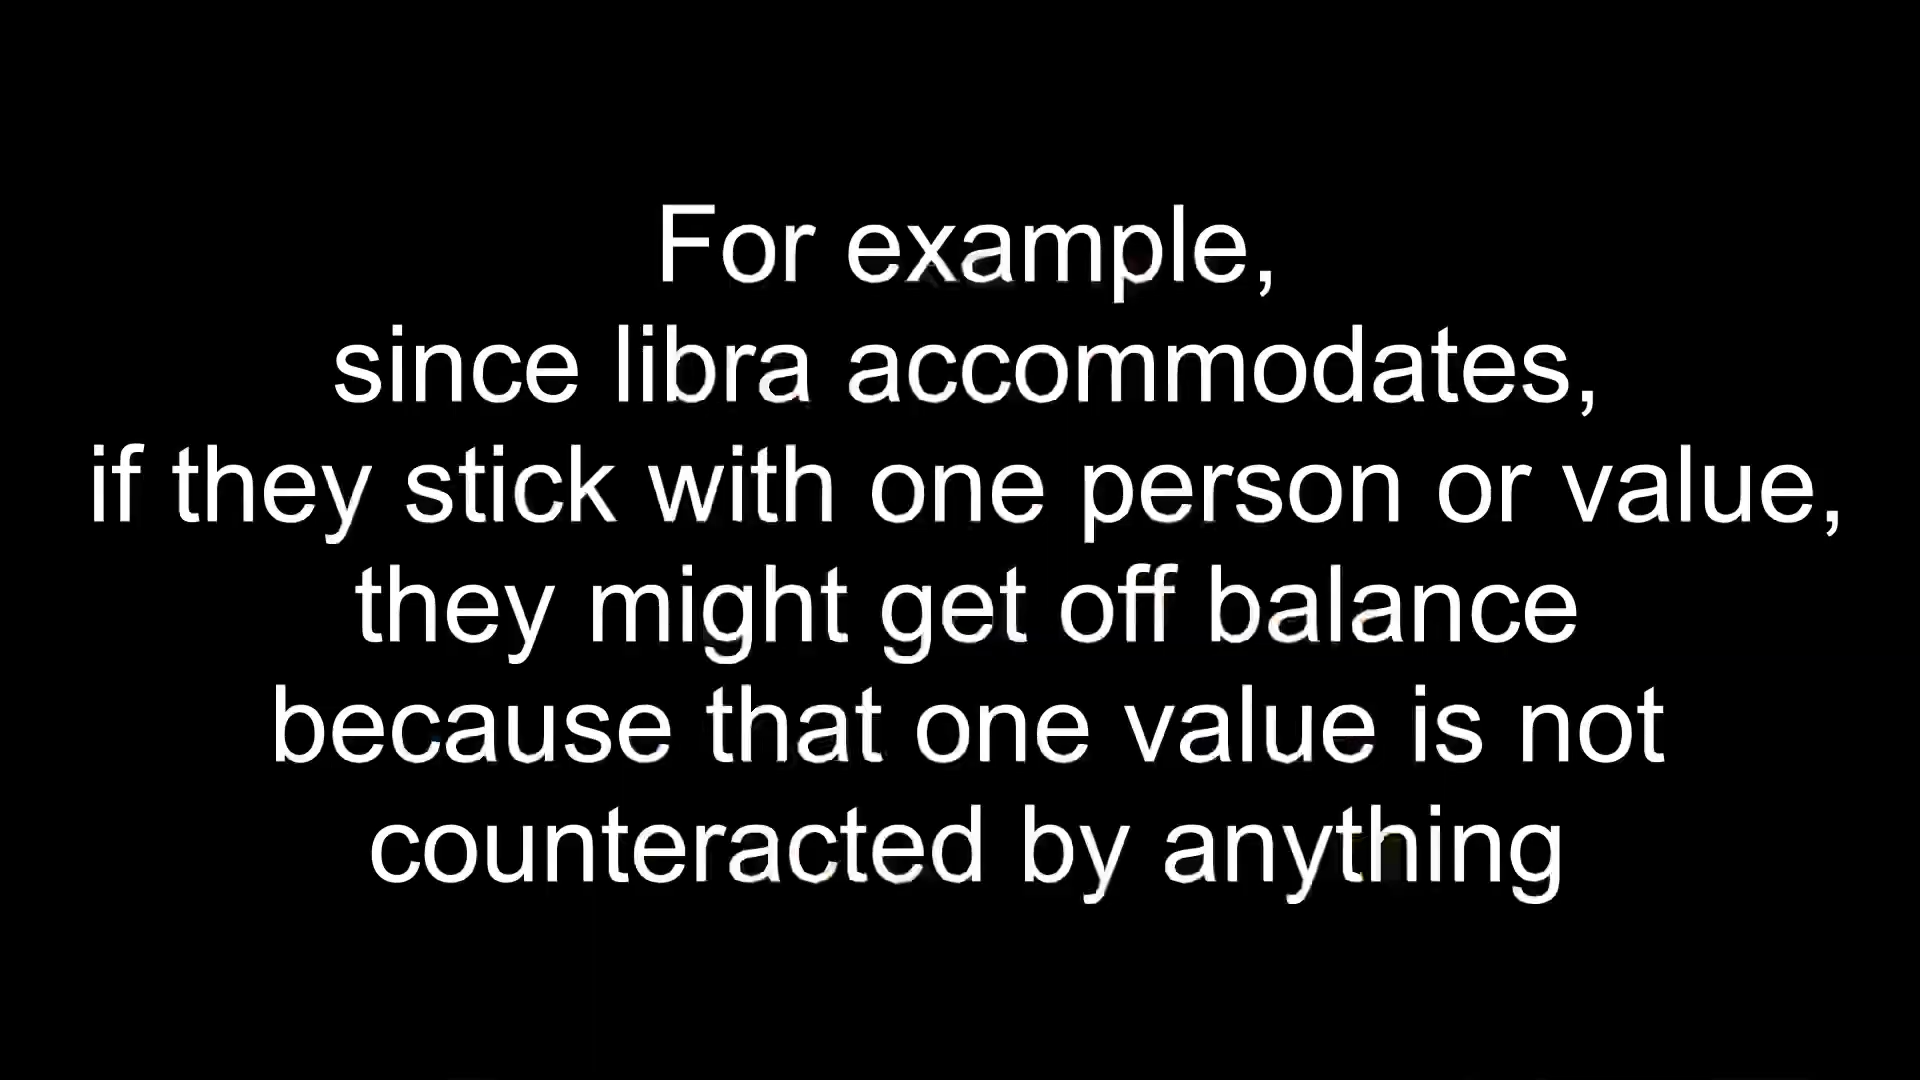 For example,
since libra accommodates,
if they stick with one person or value,
they might get off balance
because that one value is not
counteracted by anything